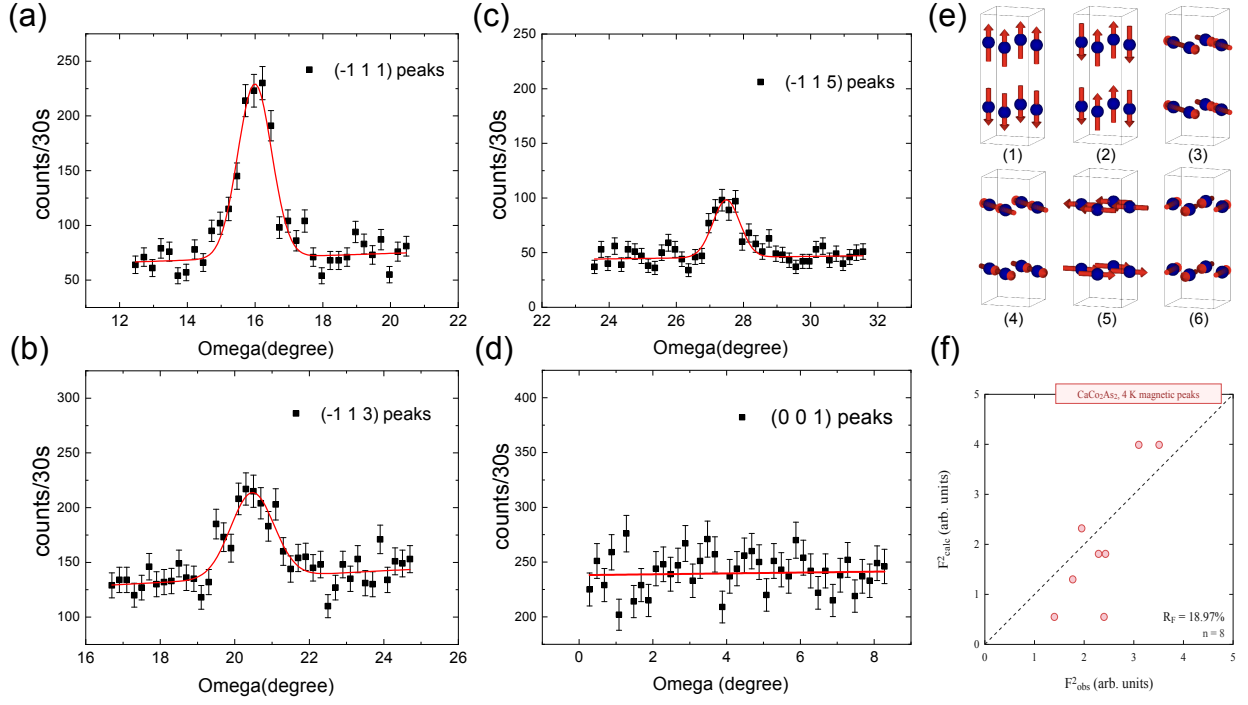 (a)
250
200
150
100
50
counts/30s
(-1 1 1) peaks
12 14 16 18 20 22
Omega(degree)
(c)
250
200
150
100
50
0
counts/30s
(-1 1 5) peaks
22 24 26 28 30 32
Omega(degree)
(e)
(1) (2) (3)
(4) (5) (6)
(b)
300
250
200
150
100
counts/30s
(-1 1 3) peaks
16 18 20 22 24 26
Omega(degree)
(d)
400
350
300
250
200
counts/30s
(0 0 1) peaks
0 2 4 6 8
Omega (degree)
(f)
CaCo₂As₂, 4 K magnetic peaks
5
4
3
2
1
0
F²calc (arb. units)
R_F = 18.97%
n = 8
0 1 2 3 4 5
F²obs (arb. units)